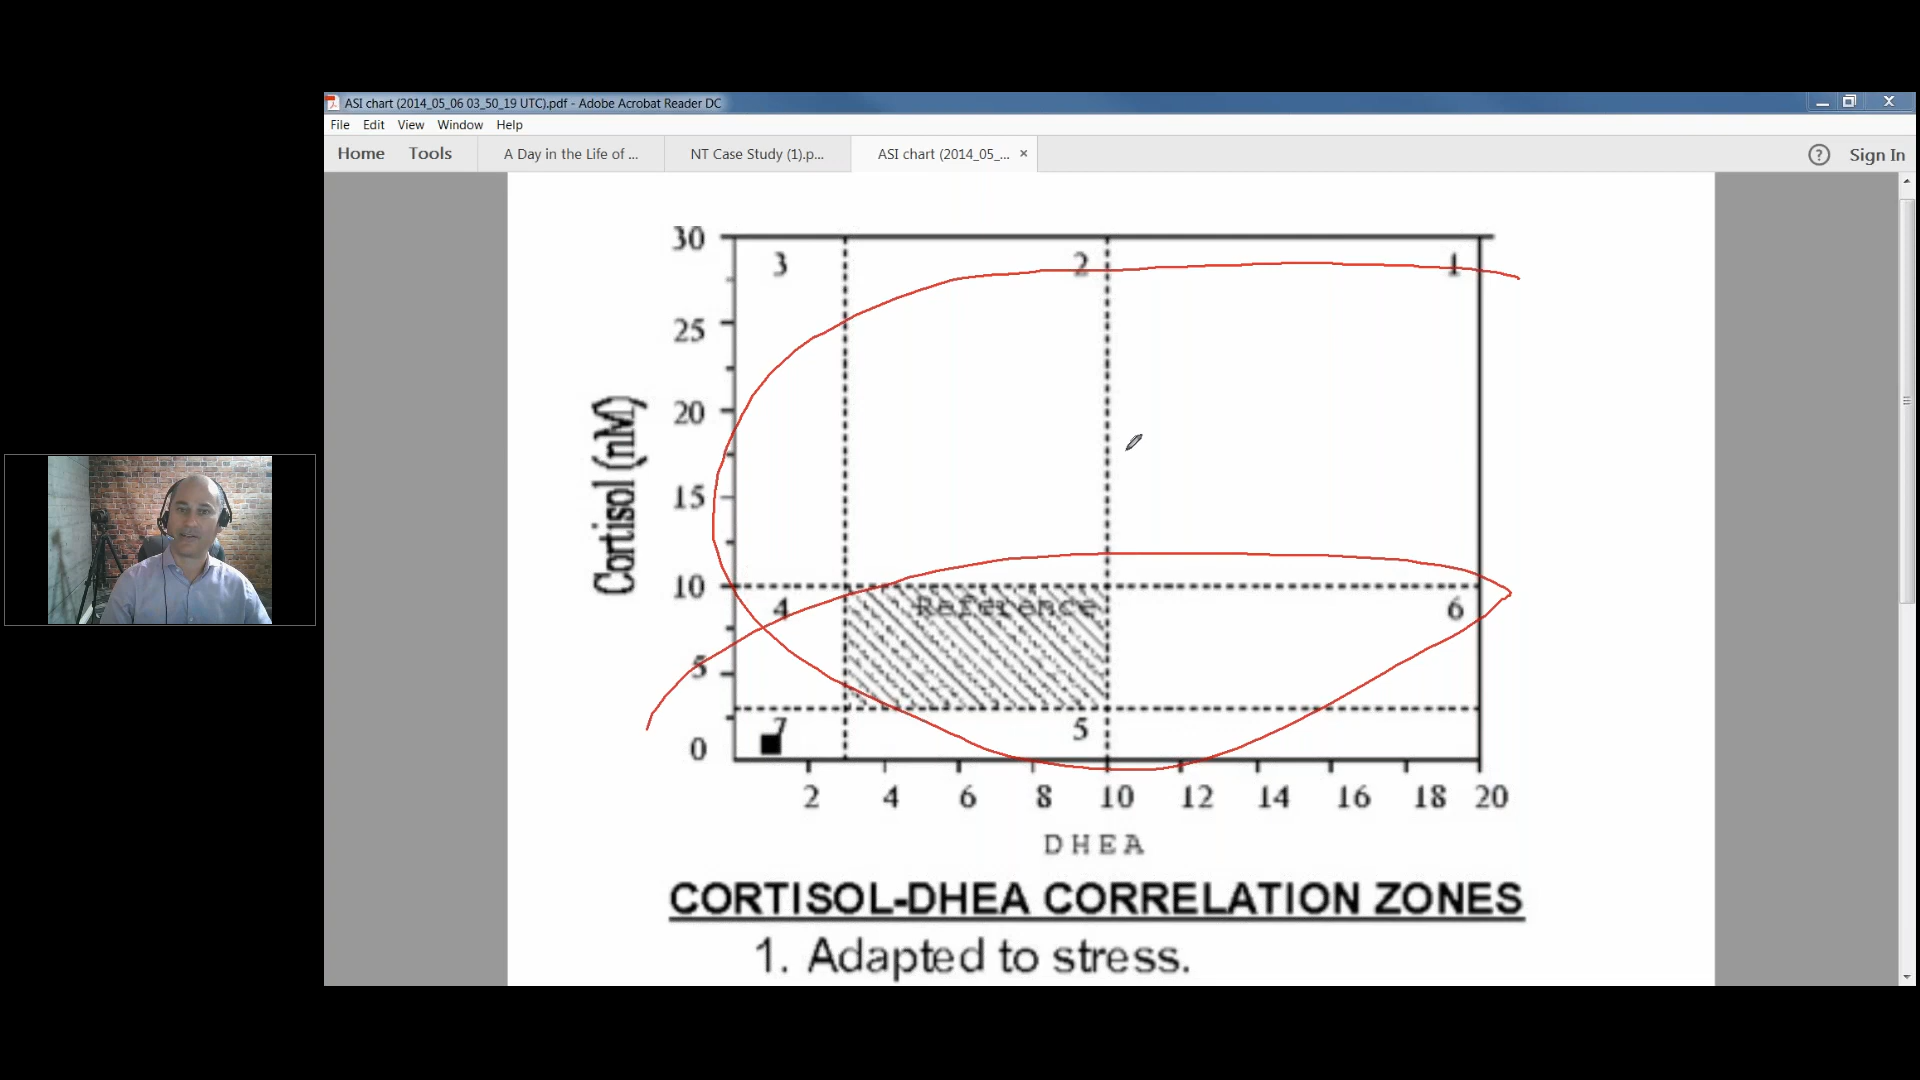 ASI chart (2014_05_06 03_50_19 UTC).pdf - Adobe Acrobat Reader DC
File Edit View Window Help
Home Tools A Day in the Life of ... NT Case Study (1).p... ASI chart (2014_05_... × ? Sign In
30 3 2 1
25
20
15
10
Cortisol (nM)
Reference
4 6
5
7 5
0
2 4 6 8 10 12 14 16 18 20
DHEA
CORTISOL-DHEA CORRELATION ZONES
1. Adapted to stress.